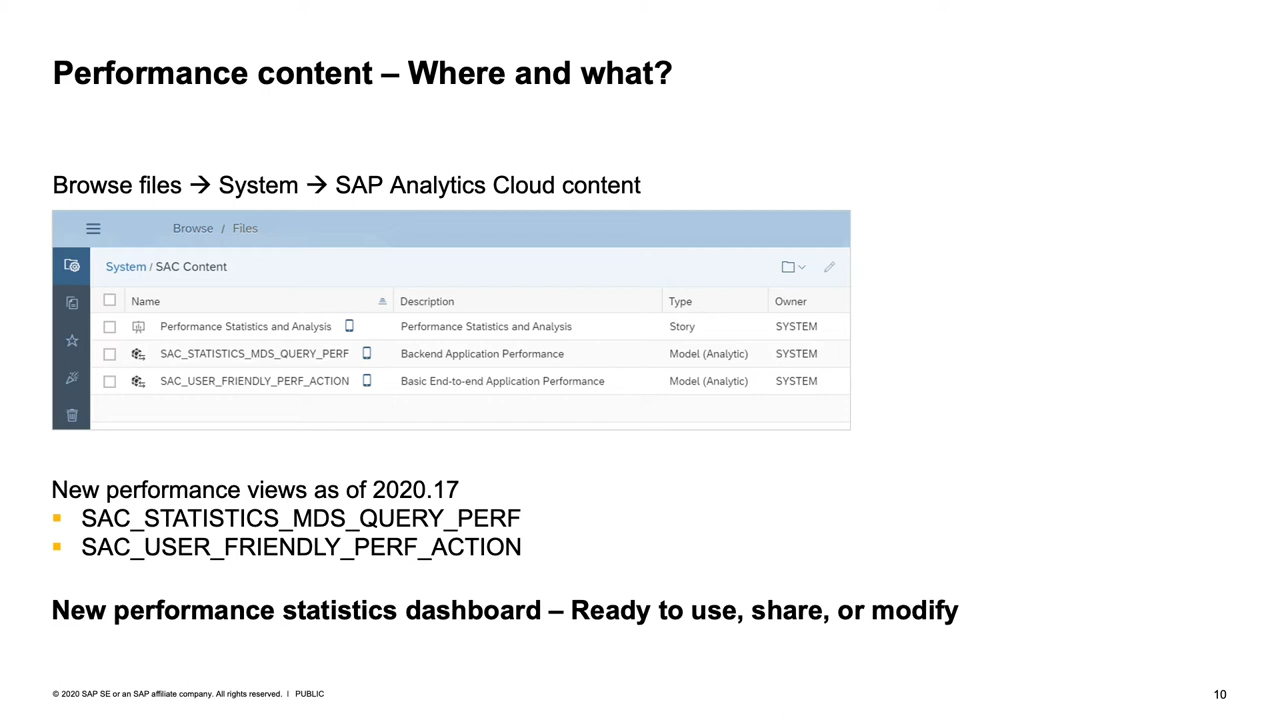 Performance content – Where and what?
Browse files → System → SAP Analytics Cloud content
Browse / Files
System / SAC Content
Name Description Type Owner
Performance Statistics and Analysis Performance Statistics and Analysis Story SYSTEM
SAC_STATISTICS_MDS_QUERY_PERF Backend Application Performance Model (Analytic) SYSTEM
SAC_USER_FRIENDLY_PERF_ACTION Basic End-to-end Application Performance Model (Analytic) SYSTEM
New performance views as of 2020.17
▪ SAC_STATISTICS_MDS_QUERY_PERF
▪ SAC_USER_FRIENDLY_PERF_ACTION
New performance statistics dashboard – Ready to use, share, or modify
© 2020 SAP SE or an SAP affiliate company. All rights reserved. | PUBLIC 10